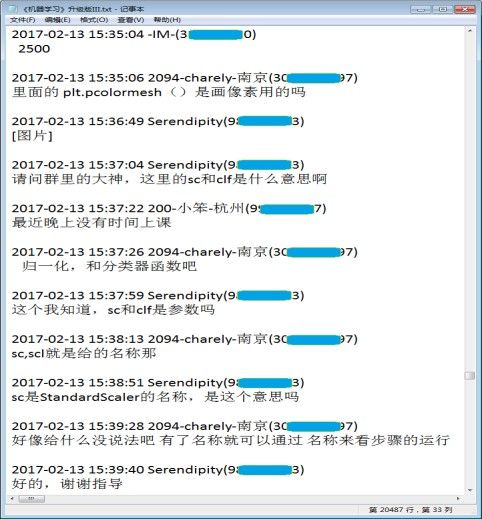 《机器学习》升级版III.txt - 记事本
文件(F) 编辑(E) 格式(O) 查看(V) 帮助(H)
2017-02-13 15:35:04 -IM-(3 0)
2500
2017-02-13 15:35:06 2094-charely-南京(30 97)
里面的 plt.pcolormesh（）是画像素用的吗
2017-02-13 15:36:49 Serendipity(98 3)
[图片]
2017-02-13 15:37:04 Serendipity(98 3)
请问群里的大神，这里的sc和clf是什么意思啊
2017-02-13 15:37:22 200-小笨-杭州(99 7)
最近晚上没有时间上课
2017-02-13 15:37:26 2094-charely-南京(30 97)
归一化，和分类器函数吧
2017-02-13 15:37:59 Serendipity(98 3)
这个我知道，sc和clf是参数吗
2017-02-13 15:38:13 2094-charely-南京(30 97)
sc,scl就是给的名称那
2017-02-13 15:38:51 Serendipity(98 3)
sc是StandardScaler的名称，是这个意思吗
2017-02-13 15:39:28 2094-charely-南京(30 97)
好像给什么没说法吧 有了名称就可以通过 名称来看步骤的运行
2017-02-13 15:39:40 Serendipity(98 3)
好的，谢谢指导
第 20487 行，第 33 列